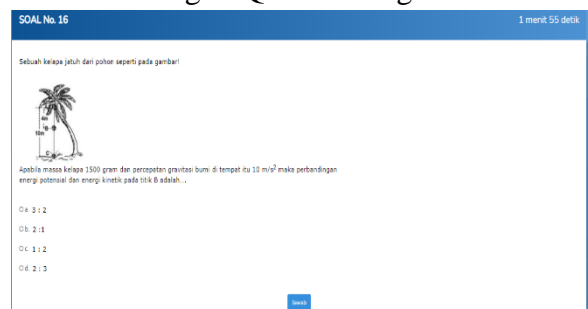 SOAL No. 16
1 menit 55 detik
Sebuah kelapa jatuh dari pohon seperti pada gambar!
4m
B
10m
Apabila massa kelapa 1500 gram dan percepatan gravitasi bumi di tempat itu 10 m/s² maka perbandingan
energi potensial dan energi kinetik pada titik B adalah...
a. 3 : 2
b. 2 :1
c. 1 : 2
d. 2 : 3
Jawab